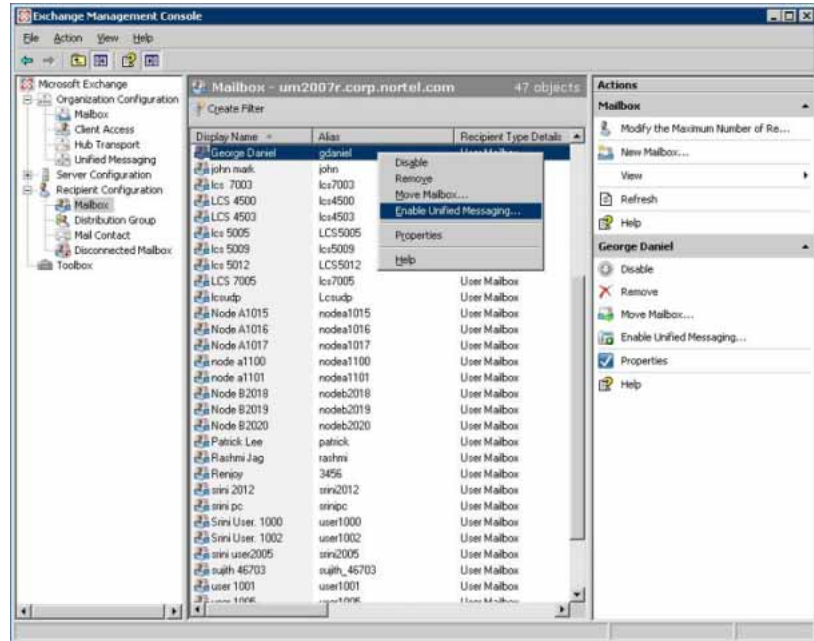 Exchange Management Console
File Action View Help
Microsoft Exchange
Organization Configuration
Mailbox
Client Access
Hub Transport
Unified Messaging
Server Configuration
Recipient Configuration
Mailbox
Distribution Group
Mail Contact
Disconnected Mailbox
Toolbox
Mailbox - um2007r.corp.nortel.com 47 objects
Create Filter
Display Name Alias Recipient Type Details
George Daniel gdaniel
john mark john
lcs 7003 lcs7003
LCS 4500 lcs4500
LCS 4503 lcs4503
lcs 5005 LCS5005
lcs 5009 lcs5009
lcs 5012 LCS5012
LCS 7005 lcs7005 User Mailbox
lcsudp Lcsudp User Mailbox
Node A1015 nodea1015 User Mailbox
Node A1016 nodea1016 User Mailbox
Node A1017 nodea1017 User Mailbox
node a1100 nodea1100 User Mailbox
node a1101 nodea1101 User Mailbox
Node B2018 nodeb2018 User Mailbox
Node B2019 nodeb2019 User Mailbox
Node B2020 nodeb2020 User Mailbox
Patrick Lee patrick User Mailbox
Rashmi Jag rashmi User Mailbox
Renjoy 3456 User Mailbox
srini 2012 srini2012 User Mailbox
srini pc srinipc User Mailbox
Srini User. 1000 user1000 User Mailbox
Srini User. 1002 user1002 User Mailbox
srini user2005 srini2005 User Mailbox
sujith 46703 sujith_46703 User Mailbox
user 1001 user1001 User Mailbox
Disable
Remove
Move Mailbox...
Enable Unified Messaging...
Properties
Help
Actions
Mailbox
Modify the Maximum Number of Re...
New Mailbox...
View
Refresh
Help
George Daniel
Disable
Remove
Move Mailbox...
Enable Unified Messaging...
Properties
Help